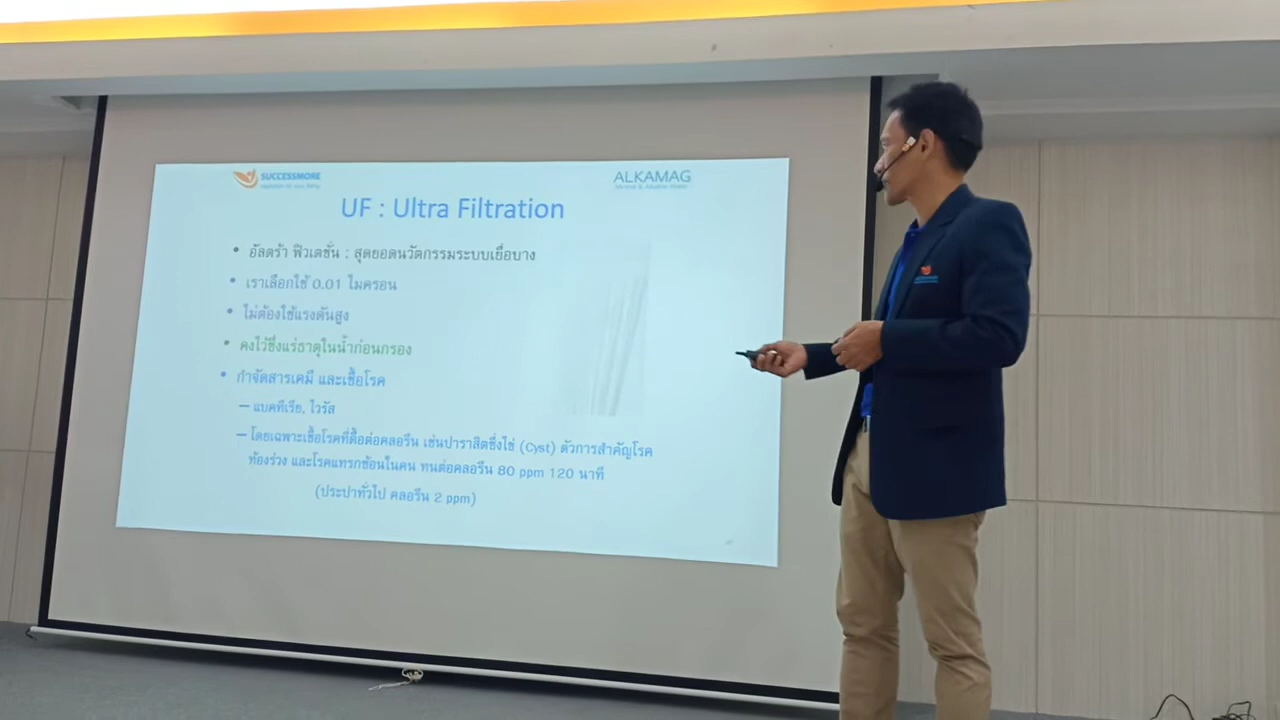 SUCCESSMORE
ALKAMAG
Mineral & Alkaline Water
UF : Ultra Filtration
• อัลตร้า ฟิวเตชั่น : สุดยอดนวัตกรรมระบบเยื่อบาง
• เราเลือกใช้ 0.01 ไมครอน
• ไม่ต้องใช้แรงดันสูง
• คงไว้ซึ่งแร่ธาตุในน้ำก่อนกรอง
• กำจัดสารเคมี และเชื้อโรค
– แบคทีเรีย, ไวรัส
– โดยเฉพาะเชื้อโรคที่ดื้อต่อคลอรีน เช่นปาราสิตซึ่งไข่ (Cyst) ตัวการสำคัญโรค
ท้องร่วง และโรคแทรกซ้อนในคน ทนต่อคลอรีน 80 ppm 120 นาที
(ประปาทั่วไป คลอรีน 2 ppm)